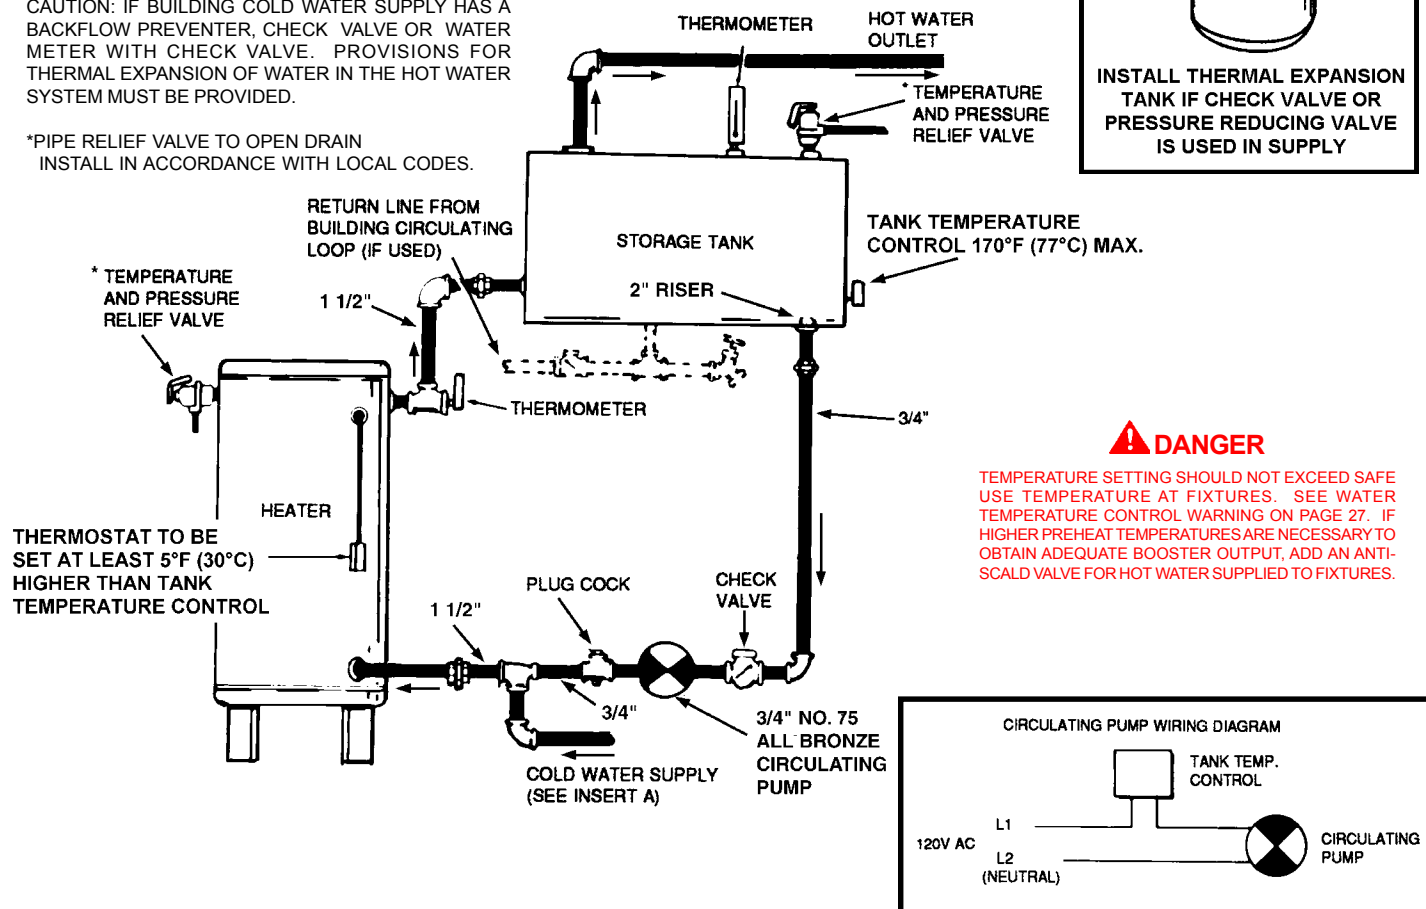 CAUTION: IF BUILDING COLD WATER SUPPLY HAS A
BACKFLOW PREVENTER, CHECK VALVE OR WATER
METER WITH CHECK VALVE. PROVISIONS FOR
THERMAL EXPANSION OF WATER IN THE HOT WATER
SYSTEM MUST BE PROVIDED.
*PIPE RELIEF VALVE TO OPEN DRAIN
INSTALL IN ACCORDANCE WITH LOCAL CODES.
THERMOMETER
HOT WATER
OUTLET
* TEMPERATURE
AND PRESSURE
RELIEF VALVE
INSTALL THERMAL EXPANSION
TANK IF CHECK VALVE OR
PRESSURE REDUCING VALVE
IS USED IN SUPPLY
RETURN LINE FROM
BUILDING CIRCULATING
LOOP (IF USED)
STORAGE TANK
2" RISER
TANK TEMPERATURE
CONTROL 170°F (77°C) MAX.
* TEMPERATURE
AND PRESSURE
RELIEF VALVE
1 1/2"
THERMOMETER
3/4"
DANGER
TEMPERATURE SETTING SHOULD NOT EXCEED SAFE
USE TEMPERATURE AT FIXTURES. SEE WATER
TEMPERATURE CONTROL WARNING ON PAGE 27. IF
HIGHER PREHEAT TEMPERATURES ARE NECESSARY TO
OBTAIN ADEQUATE BOOSTER OUTPUT, ADD AN ANTI-
SCALD VALVE FOR HOT WATER SUPPLIED TO FIXTURES.
HEATER
THERMOSTAT TO BE
SET AT LEAST 5°F (30°C)
HIGHER THAN TANK
TEMPERATURE CONTROL
1 1/2"
PLUG COCK
CHECK
VALVE
3/4"
3/4" NO. 75
ALL BRONZE
CIRCULATING
PUMP
COLD WATER SUPPLY
(SEE INSERT A)
CIRCULATING PUMP WIRING DIAGRAM
TANK TEMP.
CONTROL
120V AC
L1
L2
(NEUTRAL)
CIRCULATING
PUMP